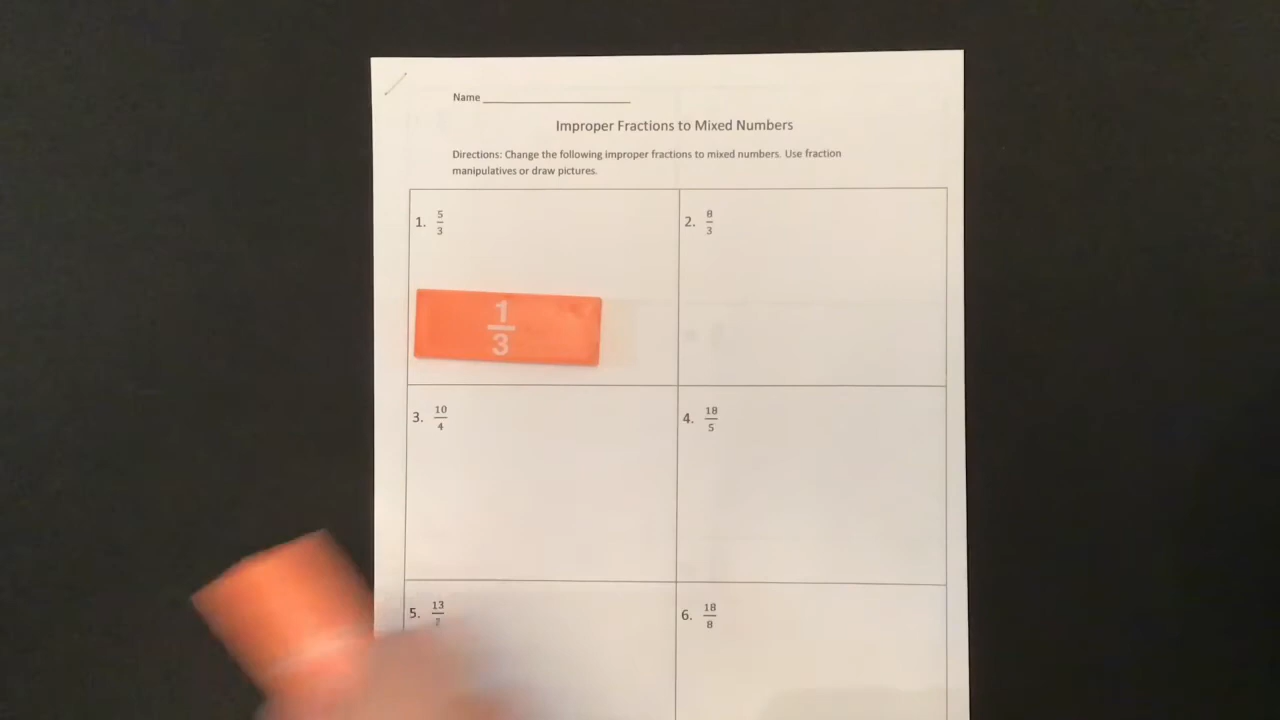 Name
Improper Fractions to Mixed Numbers
Directions: Change the following improper fractions to mixed numbers. Use fraction
manipulatives or draw pictures.
1. 5/3
2. 8/3
1/3
3. 10/4
4. 18/5
5. 13/2
6. 18/8